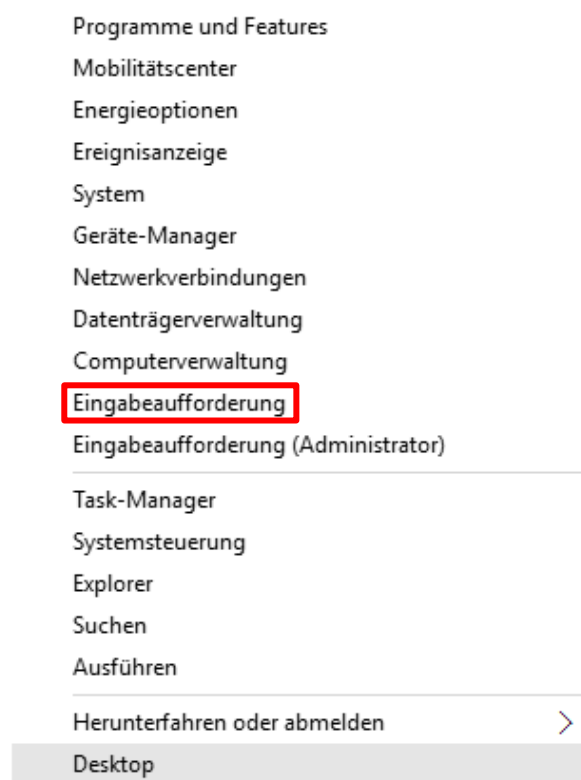 Programme und Features
Mobilitätscenter
Energieoptionen
Ereignisanzeige
System
Geräte-Manager
Netzwerkverbindungen
Datenträgerverwaltung
Computerverwaltung
Eingabeaufforderung
Eingabeaufforderung (Administrator)
Task-Manager
Systemsteuerung
Explorer
Suchen
Ausführen
Herunterfahren oder abmelden
Desktop